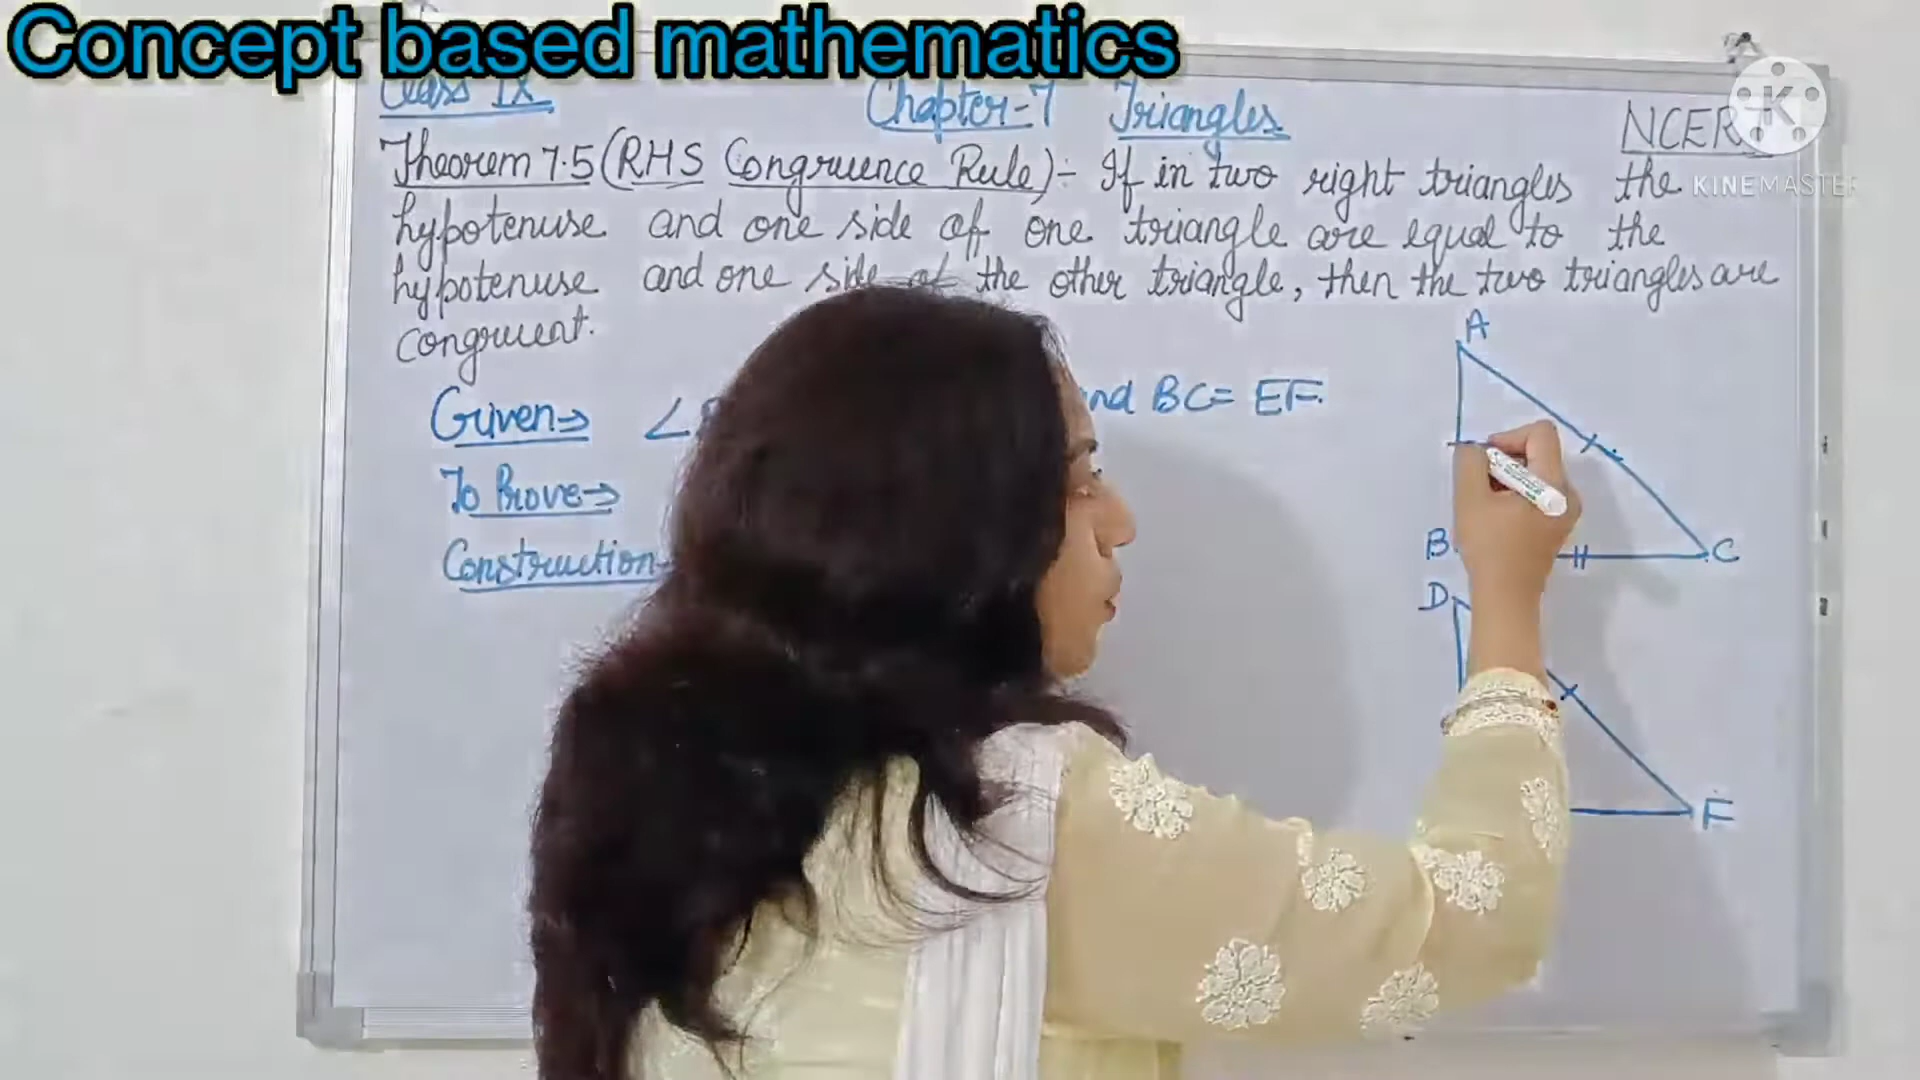 Concept based mathematics
Class IX Chapter-7 Triangles NCERT
Theorem 7.5 (RHS Congruence Rule):- If in two right triangles the
KINEMASTER
hypotenuse and one side of one triangle are equal to the
hypotenuse and one side of the other triangle, then the two triangles are
congruent.
A
Given→ ∠ and BC = EF.
To Prove→
Construction
B C
D
F